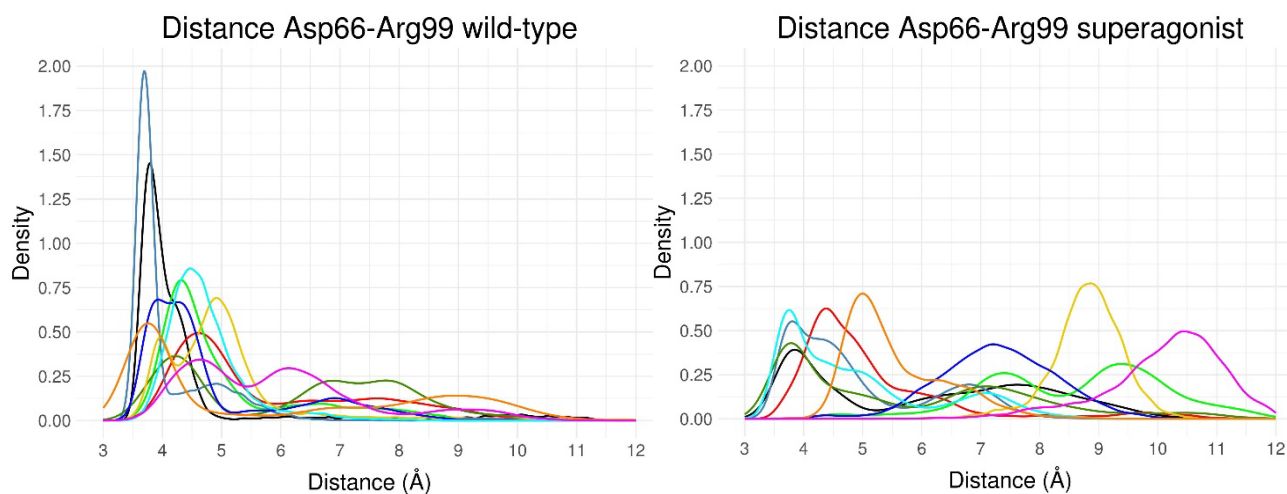 Distance Asp66-Arg99 wild-type
2.00
1.75
1.50
1.25
1.00
0.75
0.50
0.25
0.00
Density
3 4 5 6 7 8 9 10 11 12
Distance (Å)
Distance Asp66-Arg99 superagonist
2.00
1.75
1.50
1.25
1.00
0.75
0.50
0.25
0.00
Density
3 4 5 6 7 8 9 10 11 12
Distance (Å)